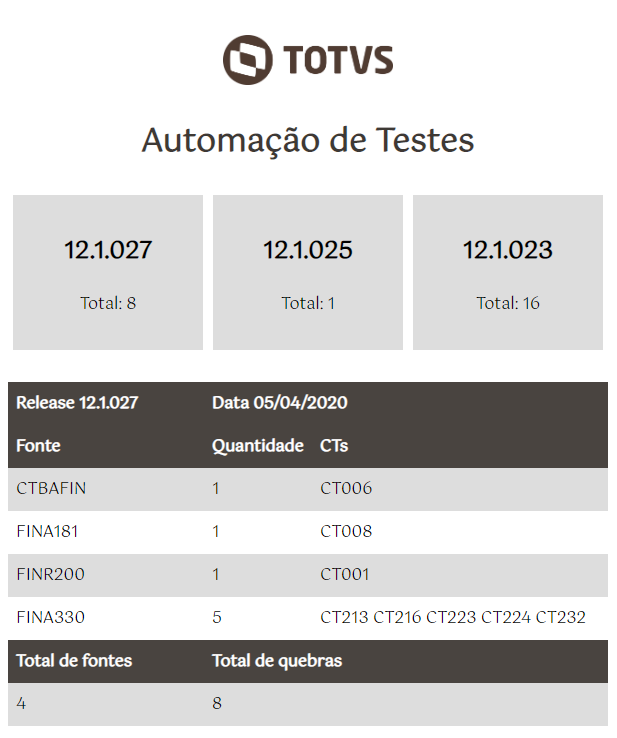 TOTVS
Automação de Testes
12.1.027 12.1.025 12.1.023
Total: 8 Total: 1 Total: 16
Release 12.1.027 Data 05/04/2020
Fonte Quantidade CTs
CTBAFIN 1 CT006
FINA181 1 CT008
FINR200 1 CT001
FINA330 5 CT213 CT216 CT223 CT224 CT232
Total de fontes Total de quebras
4 8